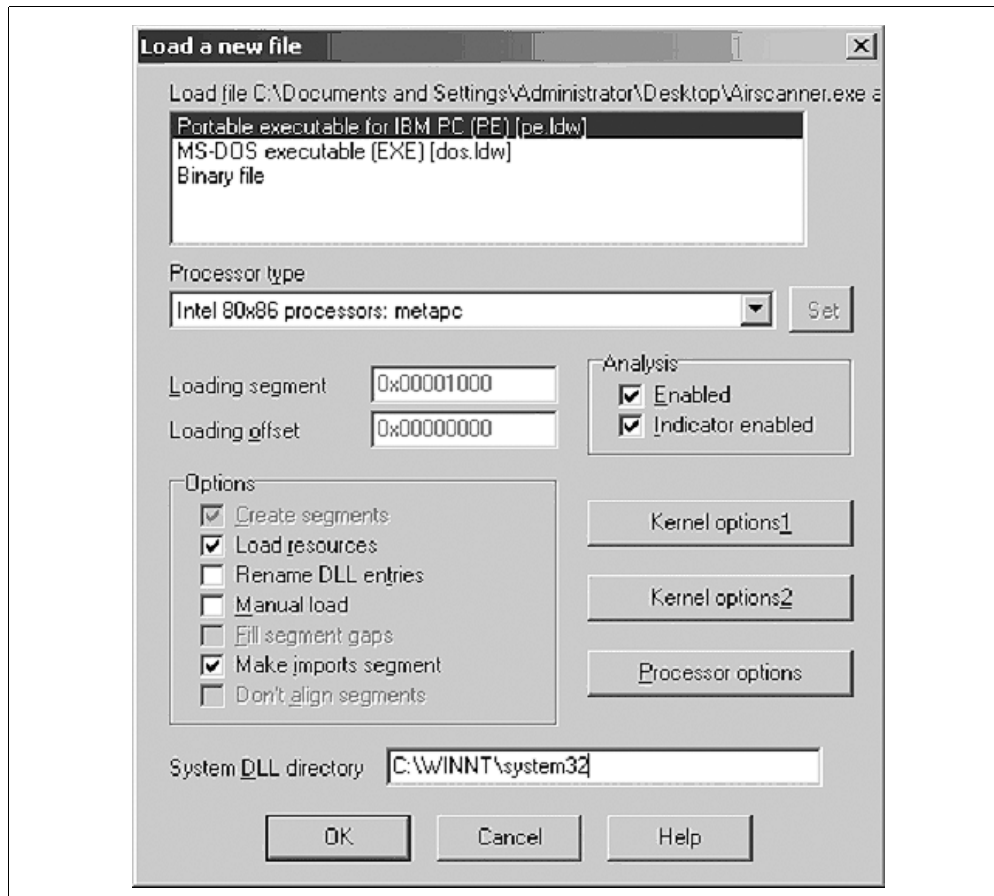 Load a new file
Load file C:\Documents and Settings\Administrator\Desktop\Airscanner.exe a
Portable executable for IBM PC (PE) [pe.ldw]
MS-DOS executable (EXE) [dos.ldw]
Binary file
Processor type
Intel 80x86 processors: metapc
Set
Loading segment 0x00001000
Loading offset 0x00000000
Analysis
Enabled
Indicator enabled
Options
Create segments
Load resources
Rename DLL entries
Manual load
Fill segment gaps
Make imports segment
Don't align segments
Kernel options1
Kernel options2
Processor options
System DLL directory C:\WINNT\system32
OK Cancel Help